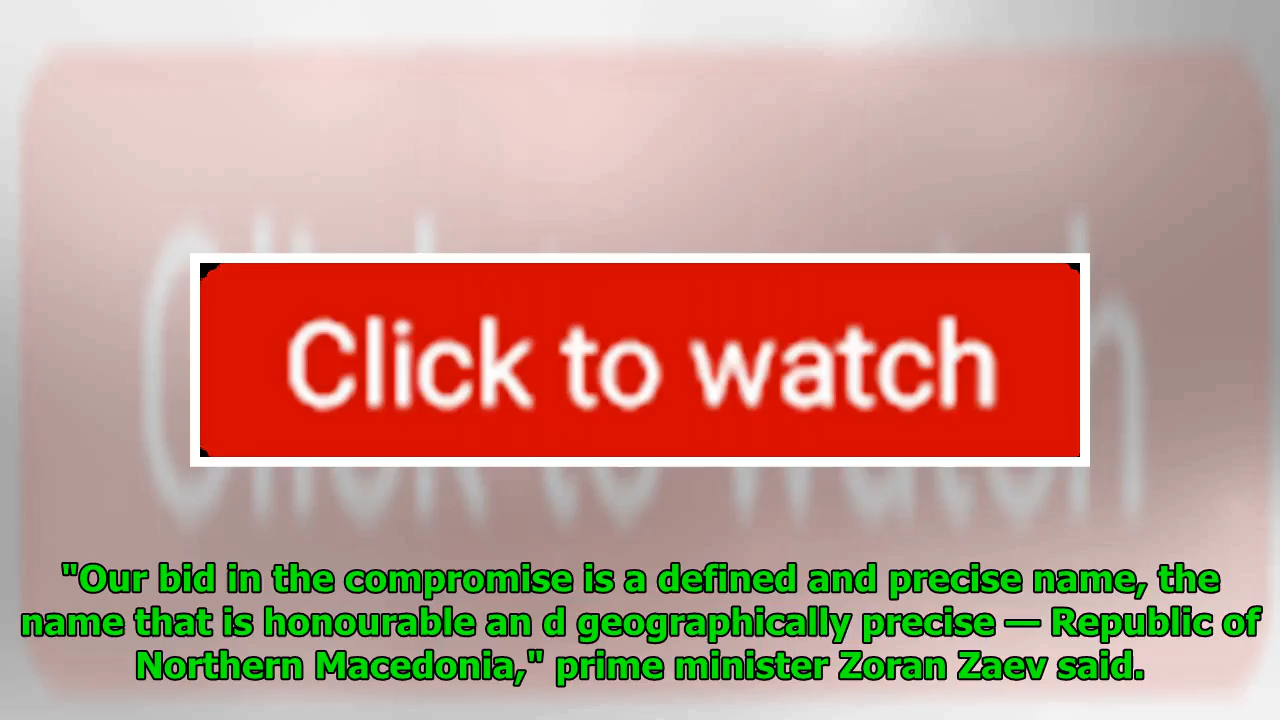 Click to watch
"Our bid in the compromise is a defined and precise name, the
name that is honourable an d geographically precise — Republic of
Northern Macedonia," prime minister Zoran Zaev said.